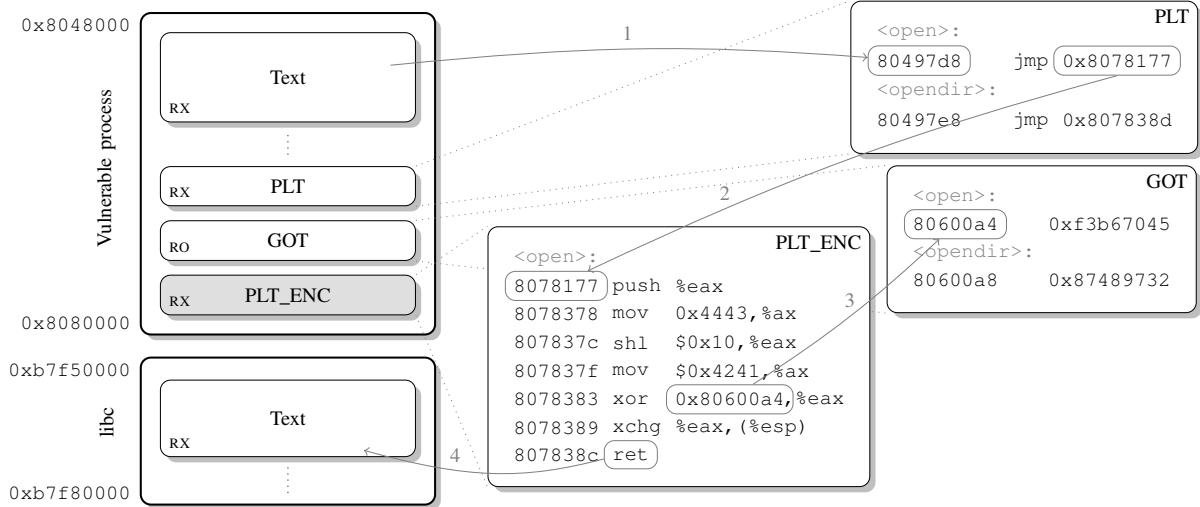 0x8048000
Vulnerable process
Text
RX
PLT
RX
GOT
RO
PLT_ENC
RX
0x8080000
0xb7f50000
libc
Text
RX
0xb7f80000
1
2
3
4
PLT
<open>:
80497d8 jmp 0x8078177
<opendir>:
80497e8 jmp 0x807838d
GOT
<open>:
80600a4 0xf3b67045
<opendir>:
80600a8 0x87489732
PLT_ENC
<open>:
8078177 push %eax
8078378 mov 0x4443,%ax
807837c shl $0x10,%eax
807837f mov $0x4241,%ax
8078383 xor 0x80600a4,%eax
8078389 xchg %eax,(%esp)
807838c ret